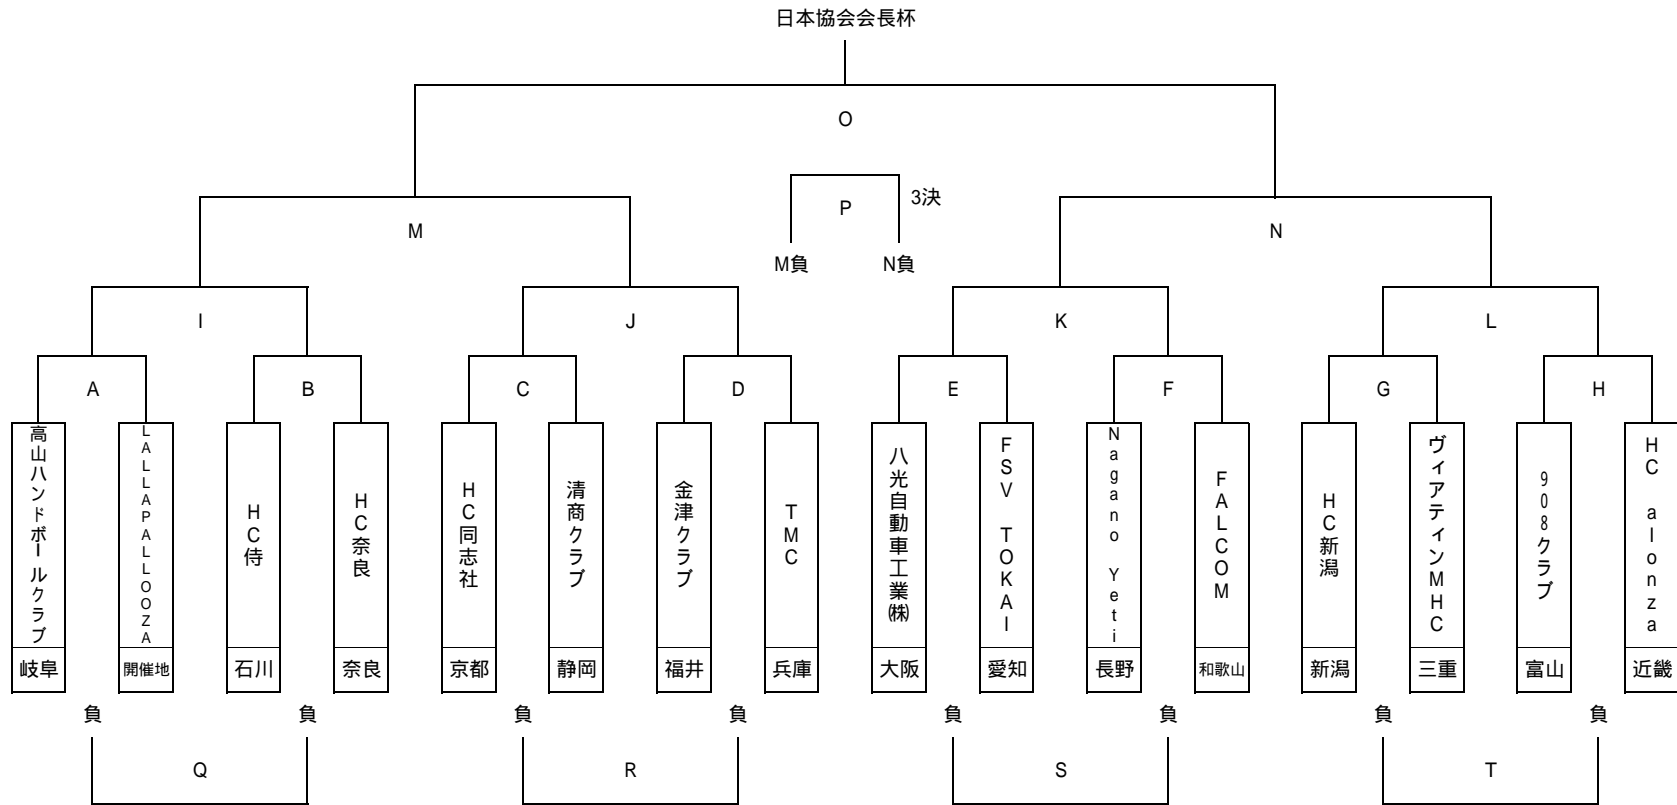 日本協会会長杯
O
P
3決
M
N
M負
N負
I
J
K
L
A
B
C
D
E
F
G
H
高山ハンドボールクラブ
LALLAPALLOOZA
HC侍
HC奈良
HC同志社
清商クラブ
金津クラブ
TMC
八光自動車工業㈱
FSV TOKAI
Nagano Yeti
FALCOM
HC新潟
ヴィアティンMHC
908クラブ
HC alonza
岐阜
開催地
石川
奈良
京都
静岡
福井
兵庫
大阪
愛知
長野
和歌山
新潟
三重
富山
近畿
負
負
負
負
負
負
負
負
Q
R
S
T